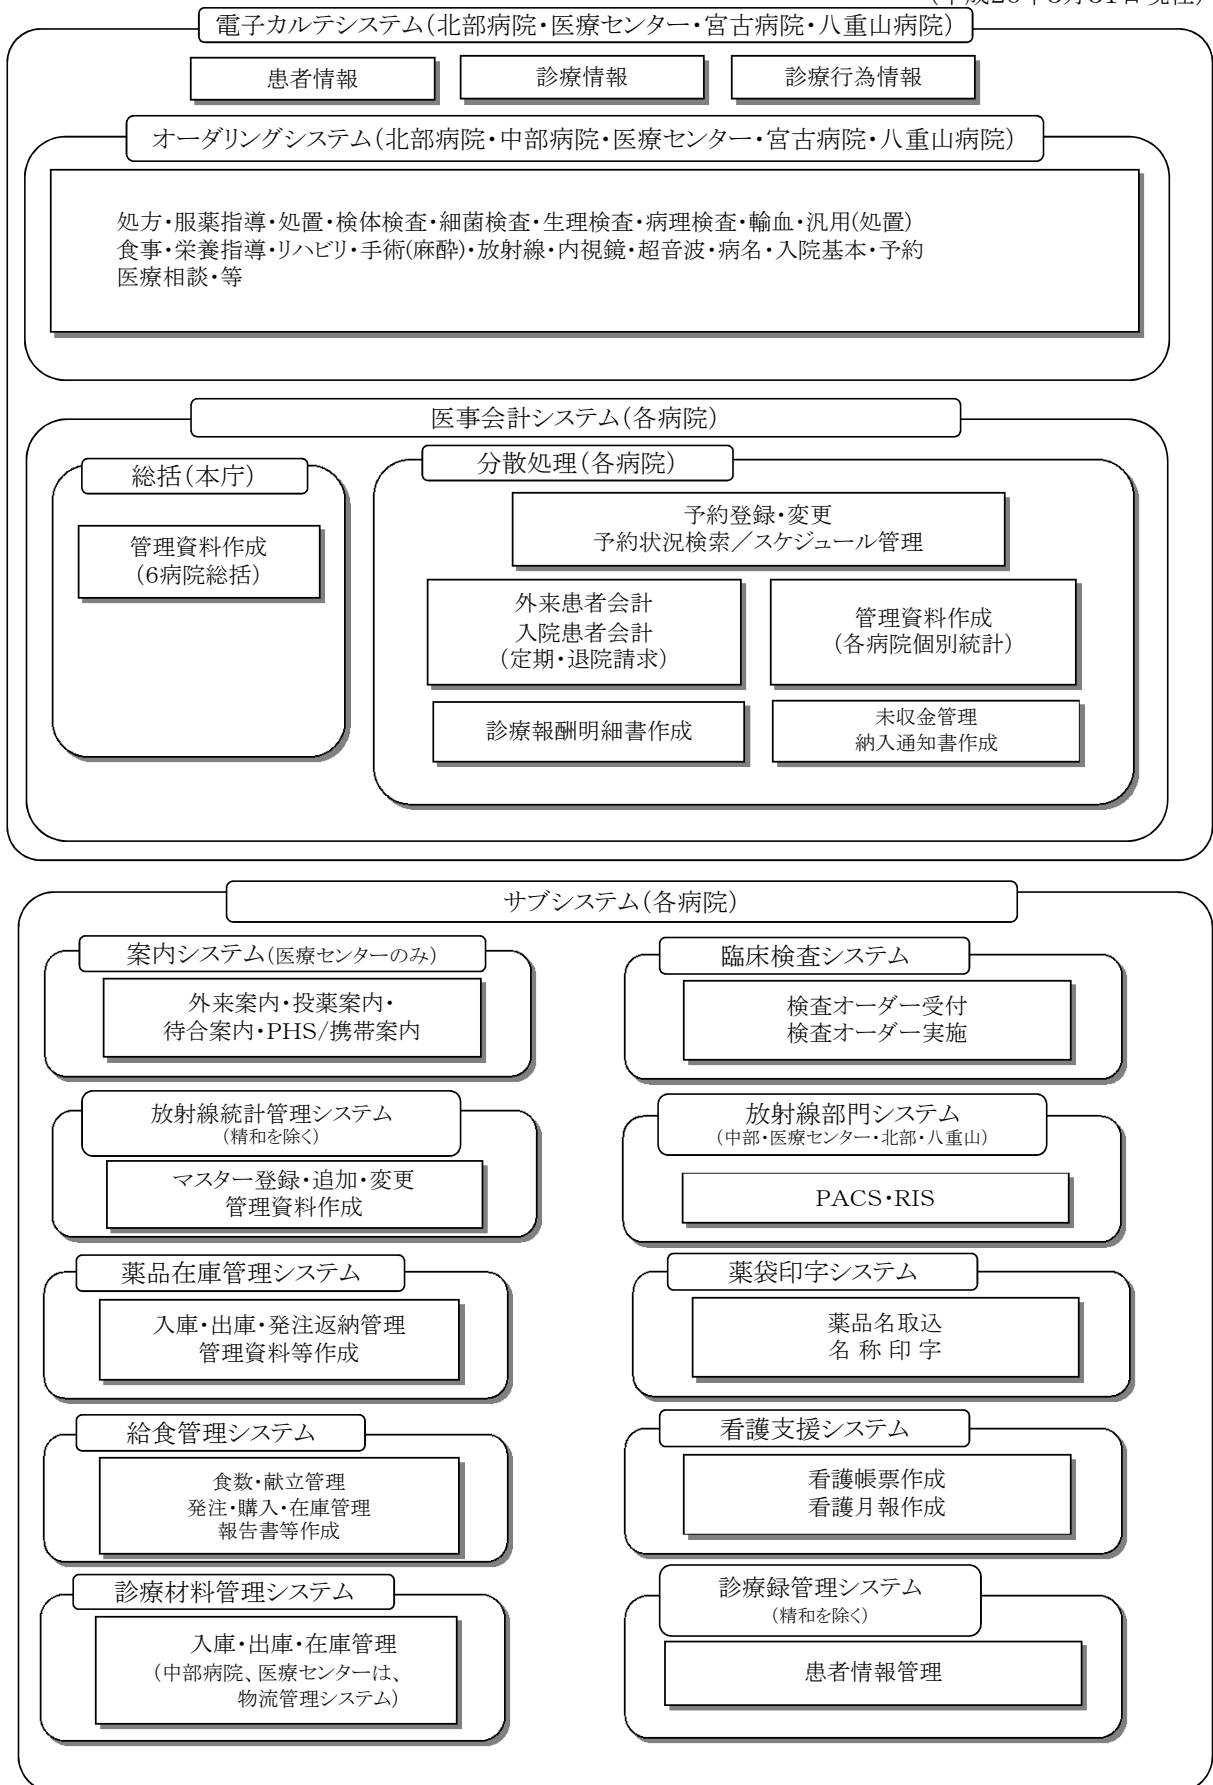 電子カルテシステム(北部病院・医療センター・宮古病院・八重山病院)
患者情報
診療情報
診療行為情報
オーダリングシステム(北部病院・中部病院・医療センター・宮古病院・八重山病院)
処方・服薬指導・処置・検体検査・細菌検査・生理検査・病理検査・輸血・汎用(処置)
食事・栄養指導・リハビリ・手術(麻酔)・放射線・内視鏡・超音波・病名・入院基本・予約
医療相談・等
医事会計システム(各病院)
総括(本庁)
管理資料作成
(6病院総括)
分散処理(各病院)
予約登録・変更
予約状況検索／スケジュール管理
外来患者会計
入院患者会計
(定期・退院請求)
管理資料作成
(各病院個別統計)
診療報酬明細書作成
未収金管理
納入通知書作成
サブシステム(各病院)
案内システム(医療センターのみ)
外来案内・投薬案内・
待合案内・PHS/携帯案内
臨床検査システム
検査オーダー受付
検査オーダー実施
放射線統計管理システム
(精和を除く)
マスター登録・追加・変更
管理資料作成
放射線部門システム
(中部・医療センター・北部・八重山)
PACS・RIS
薬品在庫管理システム
入庫・出庫・発注返納管理
管理資料等作成
薬袋印字システム
薬品名取込
名 称 印 字
給食管理システム
食数・献立管理
発注・購入・在庫管理
報告書等作成
看護支援システム
看護帳票作成
看護月報作成
診療材料管理システム
入庫・出庫・在庫管理
(中部病院、医療センターは、
物流管理システム)
診療録管理システム
(精和を除く)
患者情報管理